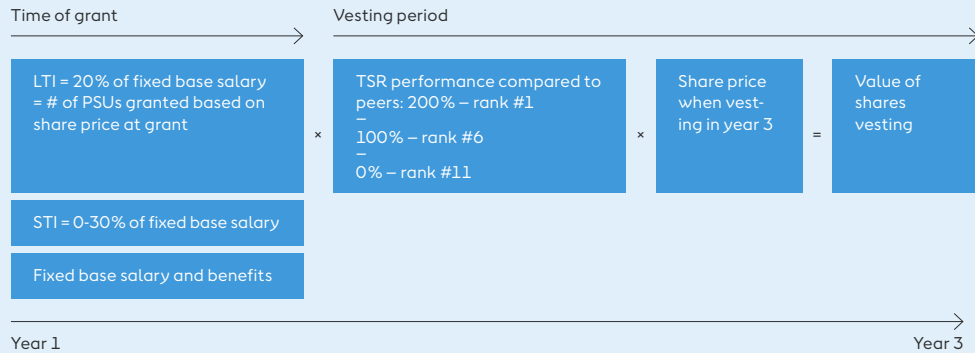 Time of grant
Vesting period
LTI = 20% of fixed base salary
= # of PSUs granted based on
share price at grant
×
TSR performance compared to
peers: 200% – rank #1
–
100% – rank #6
–
0% – rank #11
×
Share price
when vest-
ing in year 3
=
Value of
shares
vesting
STI = 0-30% of fixed base salary
Fixed base salary and benefits
Year 1
Year 3